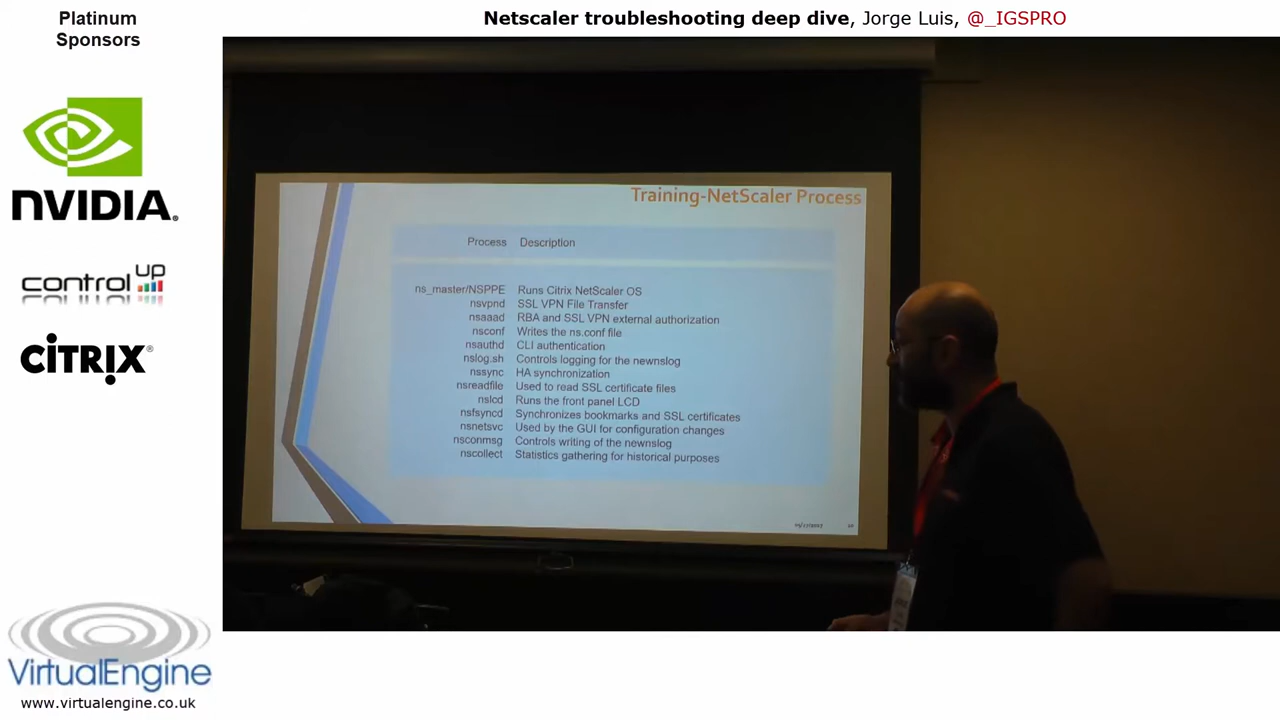 Platinum
Sponsors
Netscaler troubleshooting deep dive, Jorge Luis, @_IGSPRO
NVIDIA.
control up
CİTRIX
Training-NetScaler Process
Process Description
ns_master/NSPPE Runs Citrix NetScaler OS
nsvpnd SSL VPN File Transfer
nsaaad RBA and SSL VPN external authorization
nsconf Writes the ns.conf file
nsauthd CLI authentication
nslog.sh Controls logging for the newnslog
nssync HA synchronization
nsreadfile Used to read SSL certificate files
nslcd Runs the front panel LCD
nsfsyncd Synchronizes bookmarks and SSL certificates
nsnetsvc Used by the GUI for configuration changes
nsconmsg Controls writing of the newnslog
nscollect Statistics gathering for historical purposes
VirtualEngine
www.virtualengine.co.uk